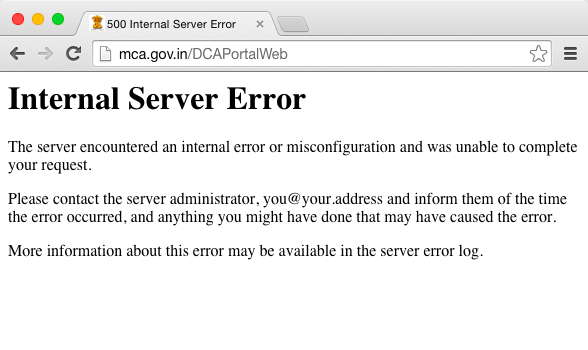 500 Internal Server Error
mca.gov.in/DCAPortalWeb
Internal Server Error
The server encountered an internal error or misconfiguration and was unable to complete
your request.
Please contact the server administrator, you@your.address and inform them of the time
the error occurred, and anything you might have done that may have caused the error.
More information about this error may be available in the server error log.